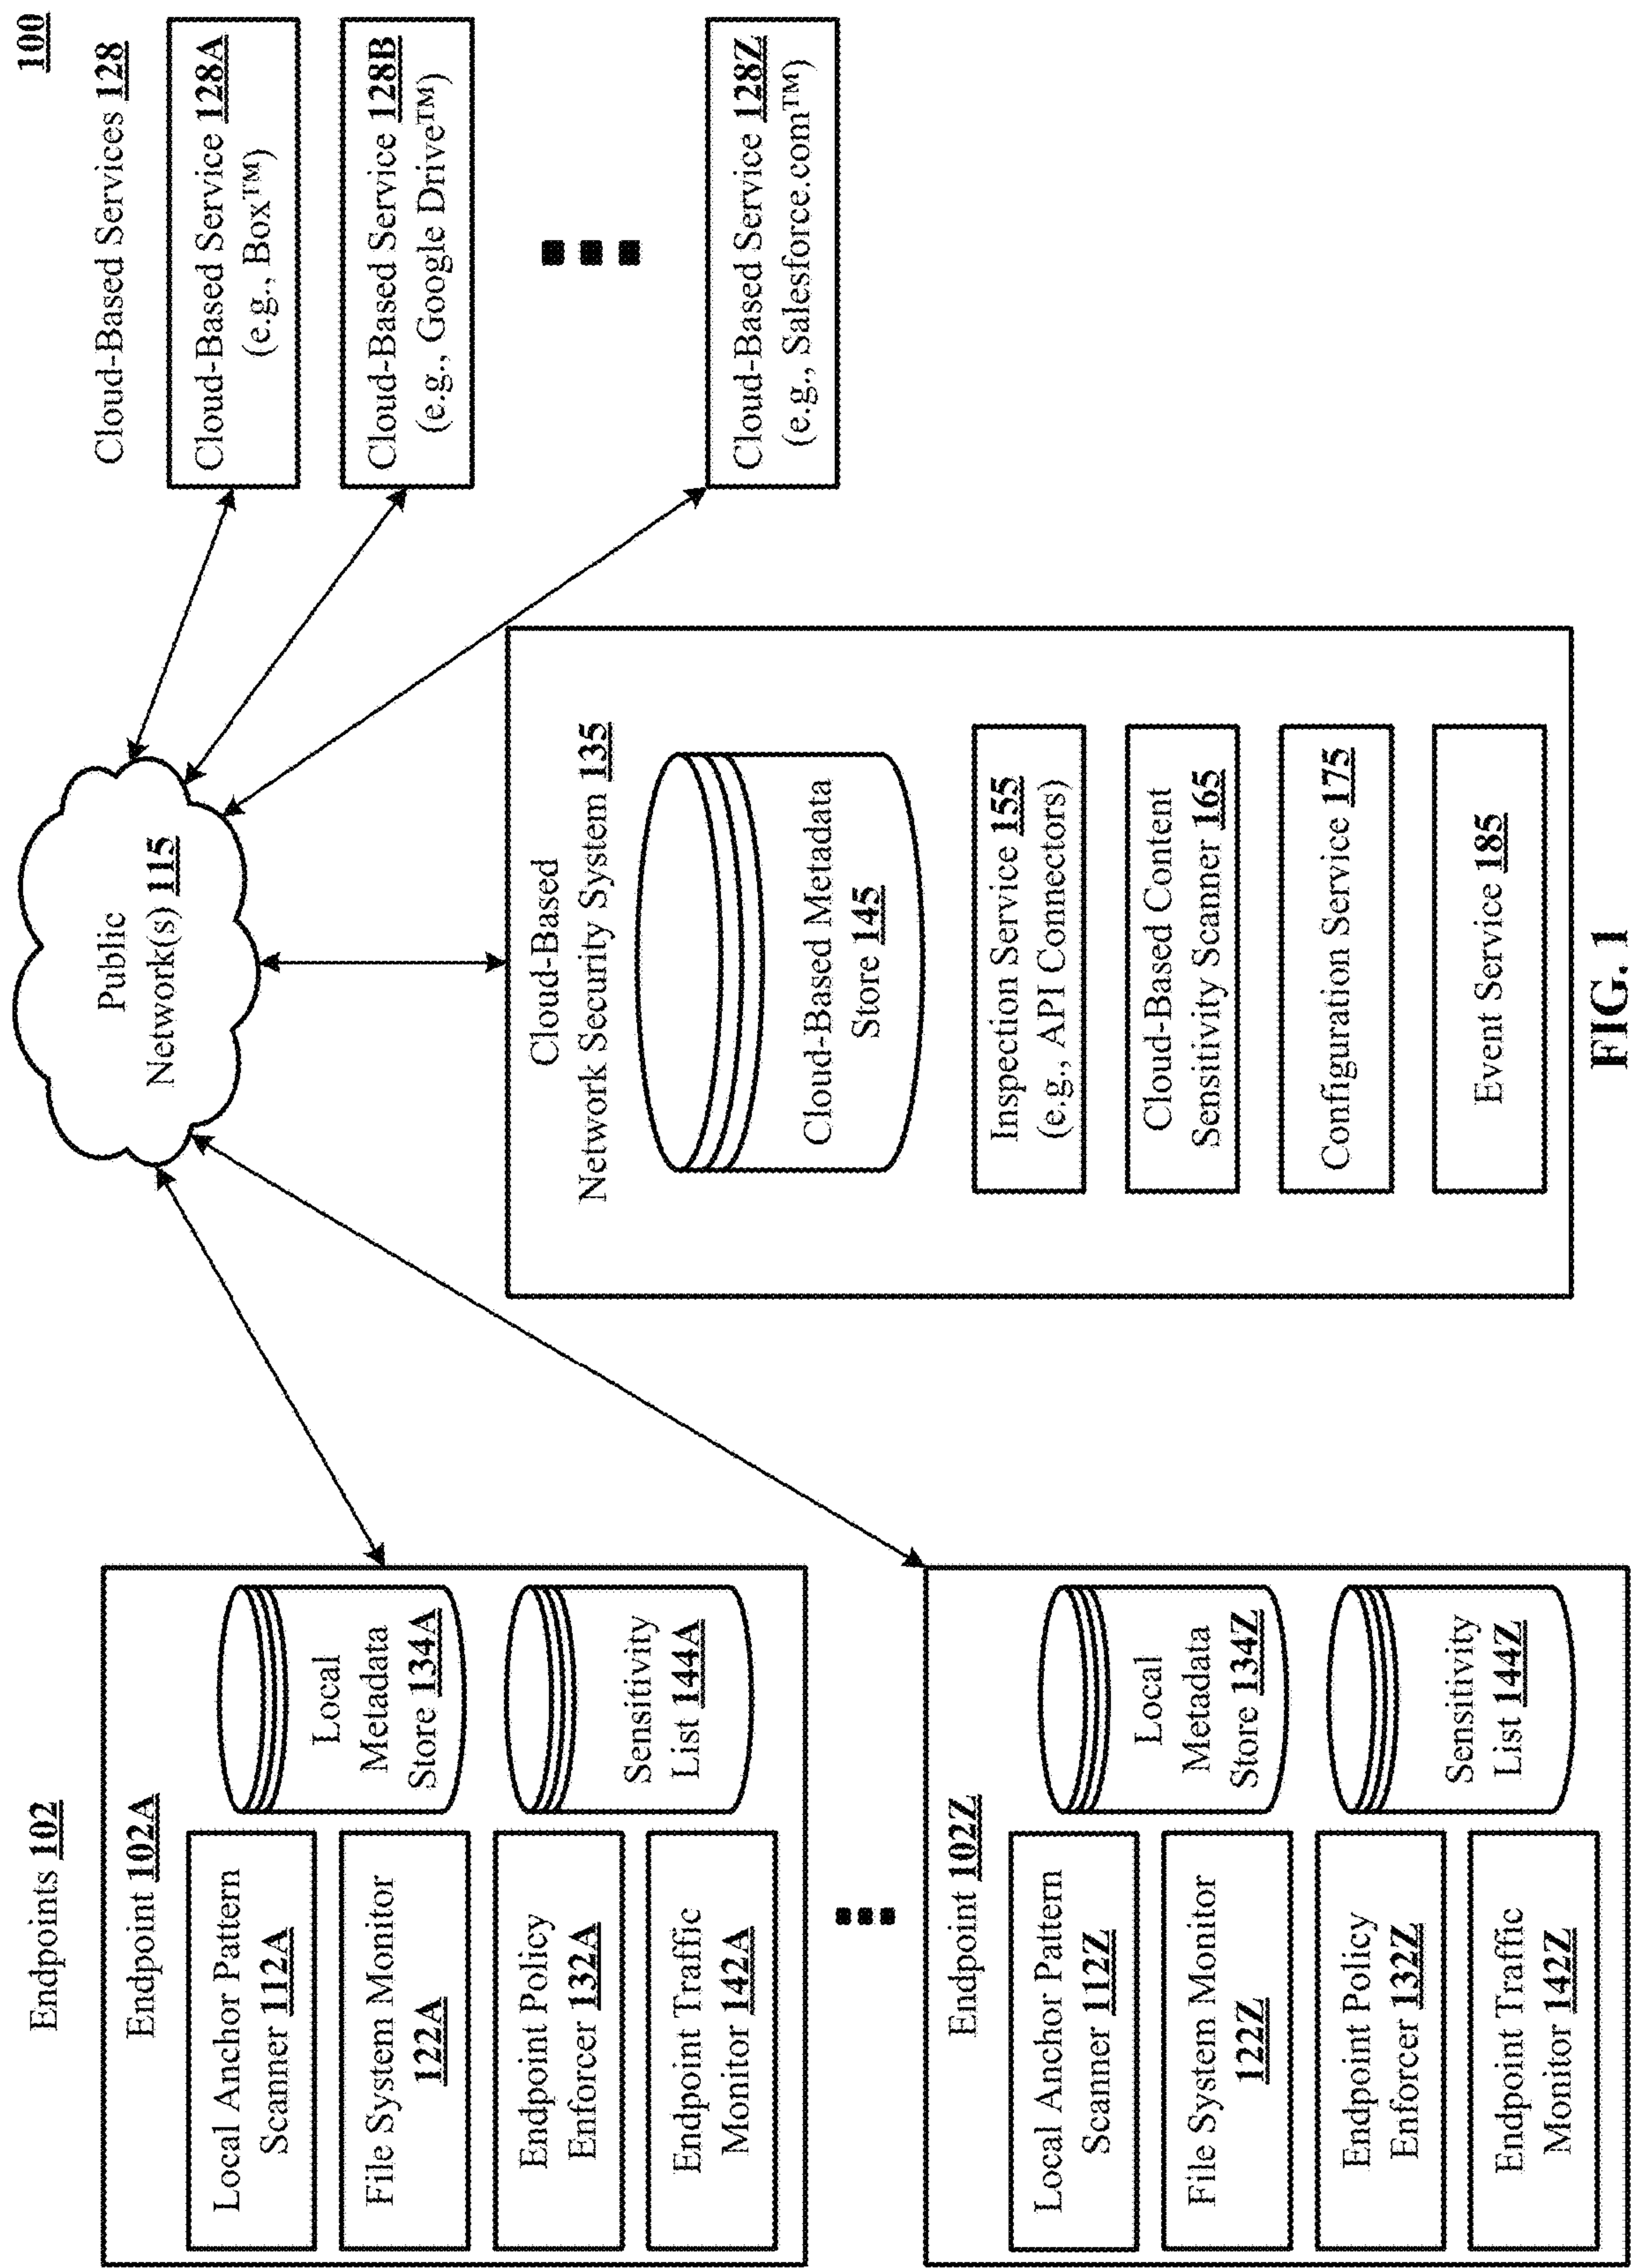 100
Endpoints 102
Endpoint 102A
Local Anchor Pattern
Scanner 112A
File System Monitor
122A
Endpoint Policy
Enforcer 132A
Endpoint Traffic
Monitor 142A
Local
Metadata
Store 134A
Sensitivity
List 144A
Endpoint 102Z
Local Anchor Pattern
Scanner 112Z
File System Monitor
122Z
Endpoint Policy
Enforcer 132Z
Endpoint Traffic
Monitor 142Z
Local
Metadata
Store 134Z
Sensitivity
List 144Z
Public
Network(s) 115
Cloud-Based
Network Security System 135
Cloud-Based Metadata
Store 145
Inspection Service 155
(e.g., API Connectors)
Cloud-Based Content
Sensitivity Scanner 165
Configuration Service 175
Event Service 185
Cloud-Based Services 128
Cloud-Based Service 128A
(e.g., Box™)
Cloud-Based Service 128B
(e.g., Google Drive™)
Cloud-Based Service 128Z
(e.g., Salesforce.com™)
FIG. 1